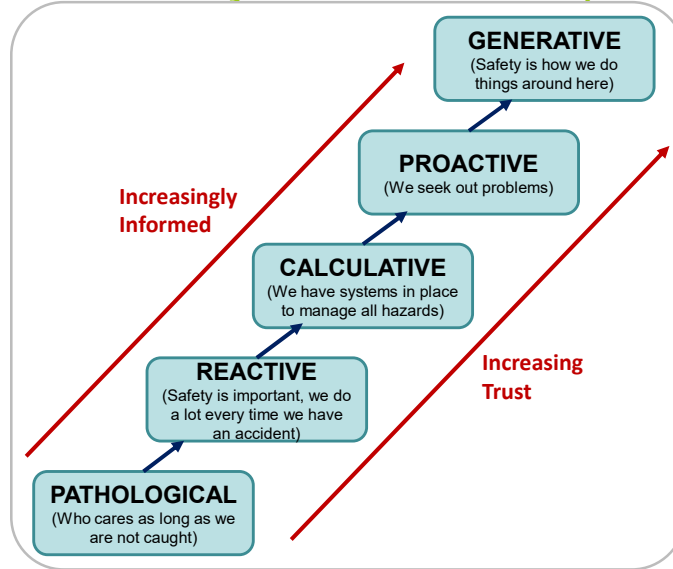 GENERATIVE
(Safety is how we do
things around here)
PROACTIVE
(We seek out problems)
Increasingly
Informed
CALCULATIVE
(We have systems in place
to manage all hazards)
REACTIVE
(Safety is important, we do
a lot every time we have
an accident)
Increasing
Trust
PATHOLOGICAL
(Who cares as long as we
are not caught)